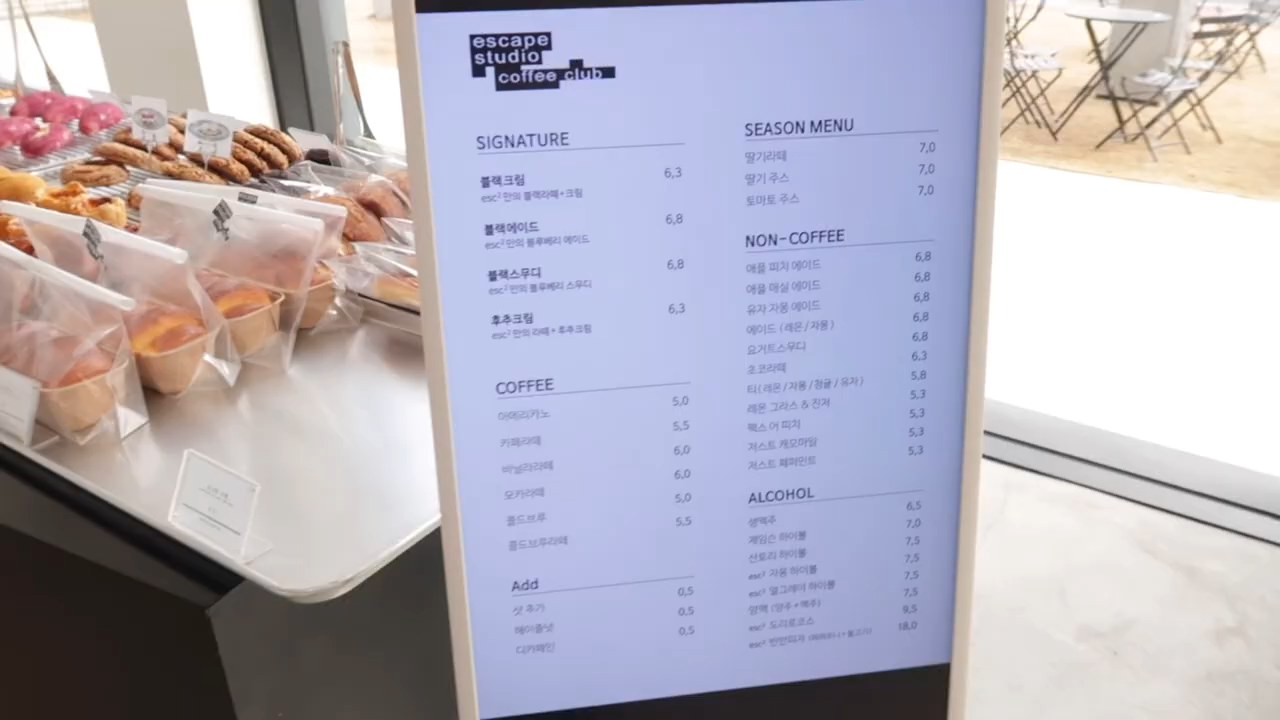 escape
studio
coffee club
SIGNATURE
블랙크림 6,3
esc² 만의 블랙라떼+크림
블랙에이드 6,8
esc² 만의 블루베리 에이드
블랙스무디 6,8
esc² 만의 블루베리 스무디
후추크림 6,3
esc² 만의 라떼+후추크림
COFFEE
아메리카노 5,0
카페라떼 5,5
바닐라라떼 6,0
모카라떼 6,0
콜드브루 5,0
콜드브루라떼 5,5
Add
샷 추가 0,5
헤이즐넛 0,5
디카페인 0,5
SEASON MENU
딸기라떼 7,0
딸기 주스 7,0
토마토 주스 7,0
NON-COFFEE
애플 피치 에이드 6,8
애플 매실 에이드 6,8
유자 자몽 에이드 6,8
에이드 (레몬/자몽) 6,8
요거트스무디 6,8
초코라떼 6,3
티(레몬/자몽/청귤/유자) 5,8
레몬 그라스 & 진저 5,3
웍스 어 피치 5,3
저스트 캐모마일 5,3
저스트 페퍼민트 5,3
ALCOHOL
생맥주 6,5
제임슨 하이볼 7,0
산토리 하이볼 7,5
esc² 자몽 하이볼 7,5
esc² 얼그레이 하이볼 7,5
양맥 (양주+맥주) 7,5
esc² 도리로코스 9,5
esc² 반반피자 18,0